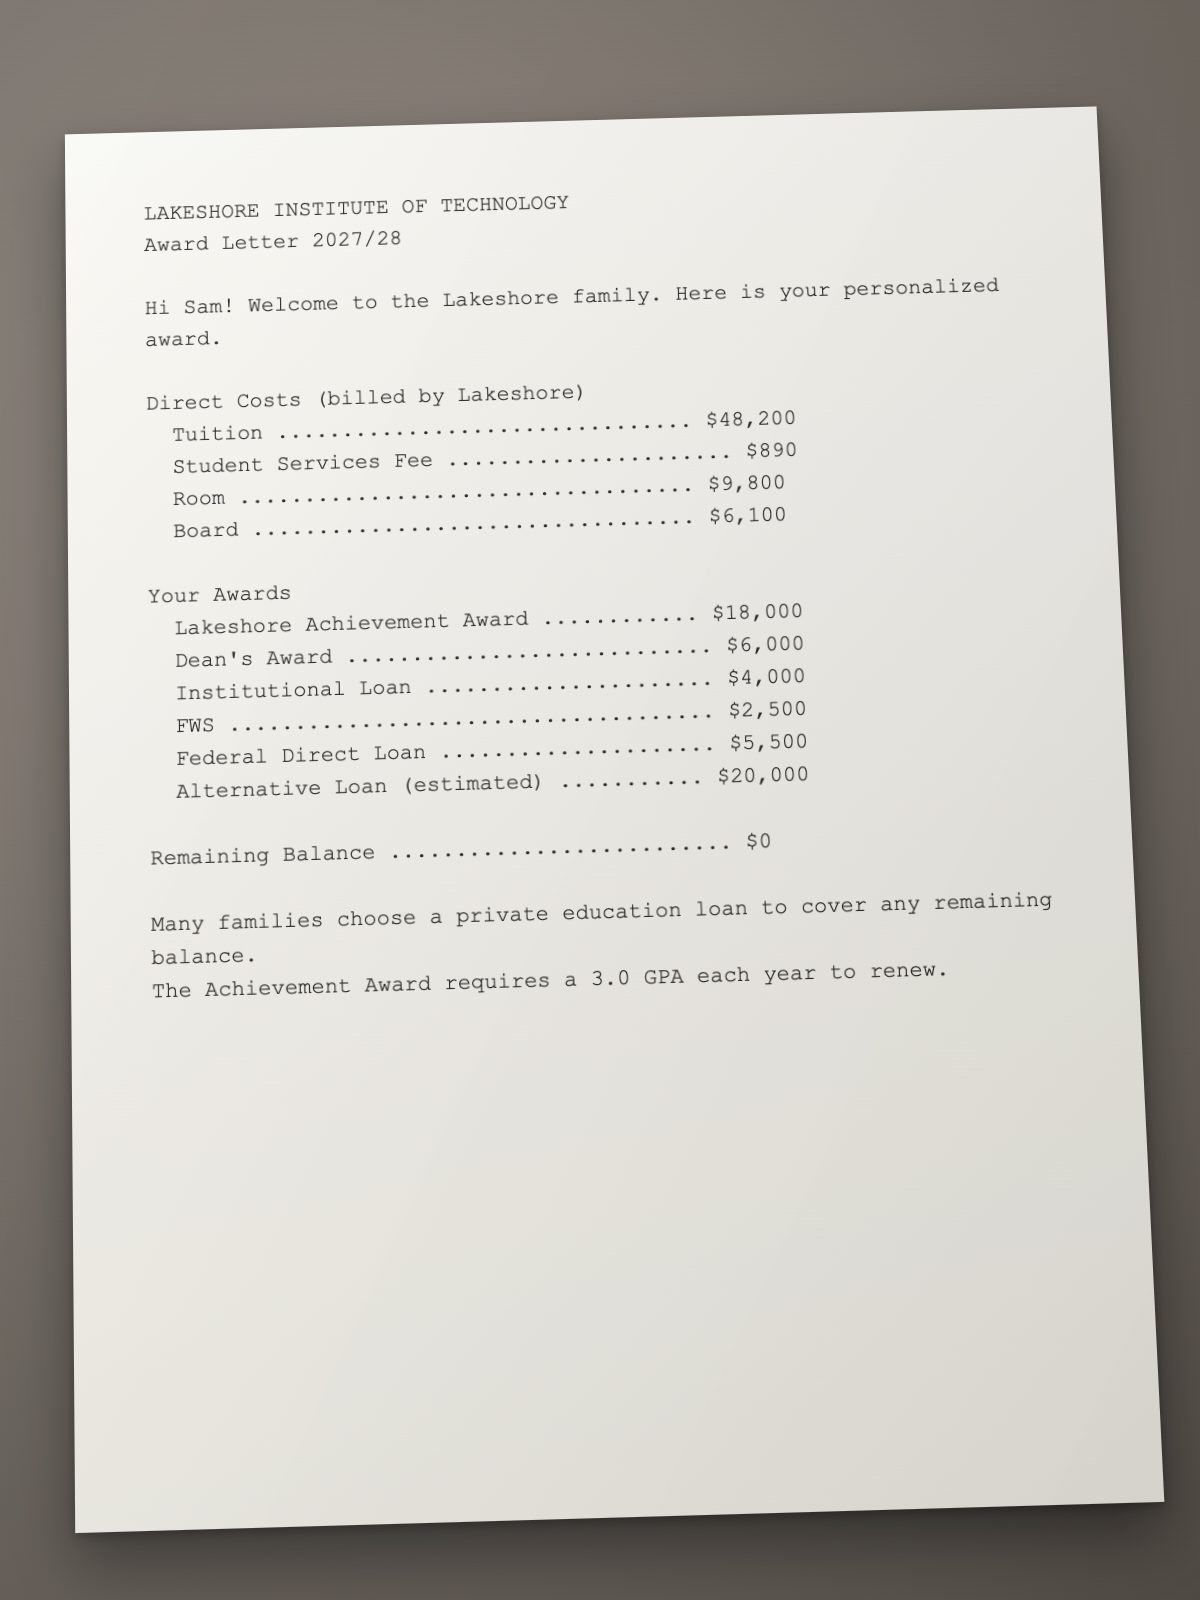 LAKESHORE INSTITUTE OF TECHNOLOGY
Award Letter 2027/28
Hi Sam! Welcome to the Lakeshore family. Here is your personalized
award.
Direct Costs (billed by Lakeshore)
Tuition ................................ $48,200
Student Services Fee ...................... $890
Room ................................... $9,800
Board .................................. $6,100
Your Awards
Lakeshore Achievement Award ............ $18,000
Dean's Award ............................ $6,000
Institutional Loan ...................... $4,000
FWS ..................................... $2,500
Federal Direct Loan ..................... $5,500
Alternative Loan (estimated) ........... $20,000
Remaining Balance .......................... $0
Many families choose a private education loan to cover any remaining
balance.
The Achievement Award requires a 3.0 GPA each year to renew.